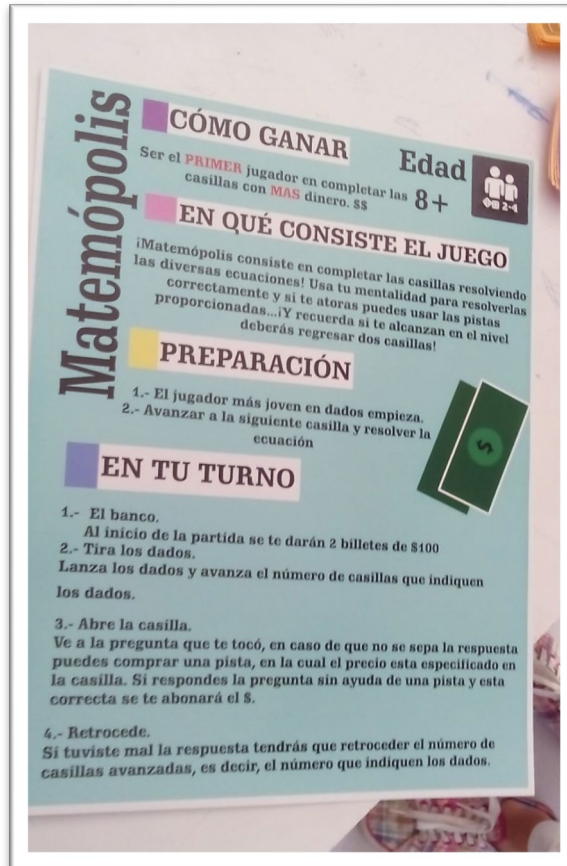 Matemópolis
CÓMO GANAR
Ser el PRIMER jugador en completar las
casillas con MAS dinero. $$
Edad
8+
2-4
EN QUÉ CONSISTE EL JUEGO
¡Matemópolis consiste en completar las casillas resolviendo
las diversas ecuaciones! Usa tu mentalidad para resolverlas
correctamente y si te atoras puedes usar las pistas
proporcionadas...¡Y recuerda si te alcanzan en el nivel
deberás regresar dos casillas!
PREPARACIÓN
1.- El jugador más joven en dados empieza.
2.- Avanzar a la siguiente casilla y resolver la
ecuación
$
EN TU TURNO
1.- El banco.
Al inicio de la partida se te darán 2 billetes de $100
2.- Tira los dados.
Lanza los dados y avanza el número de casillas que indiquen
los dados.
3.- Abre la casilla.
Ve a la pregunta que te tocó, en caso de que no se sepa la respuesta
puedes comprar una pista, en la cual el precio esta especificado en
la casilla. Si respondes la pregunta sin ayuda de una pista y esta
correcta se te abonará el $.
4.- Retrocede.
Si tuviste mal la respuesta tendrás que retroceder el número de
casillas avanzadas, es decir, el número que indiquen los dados.